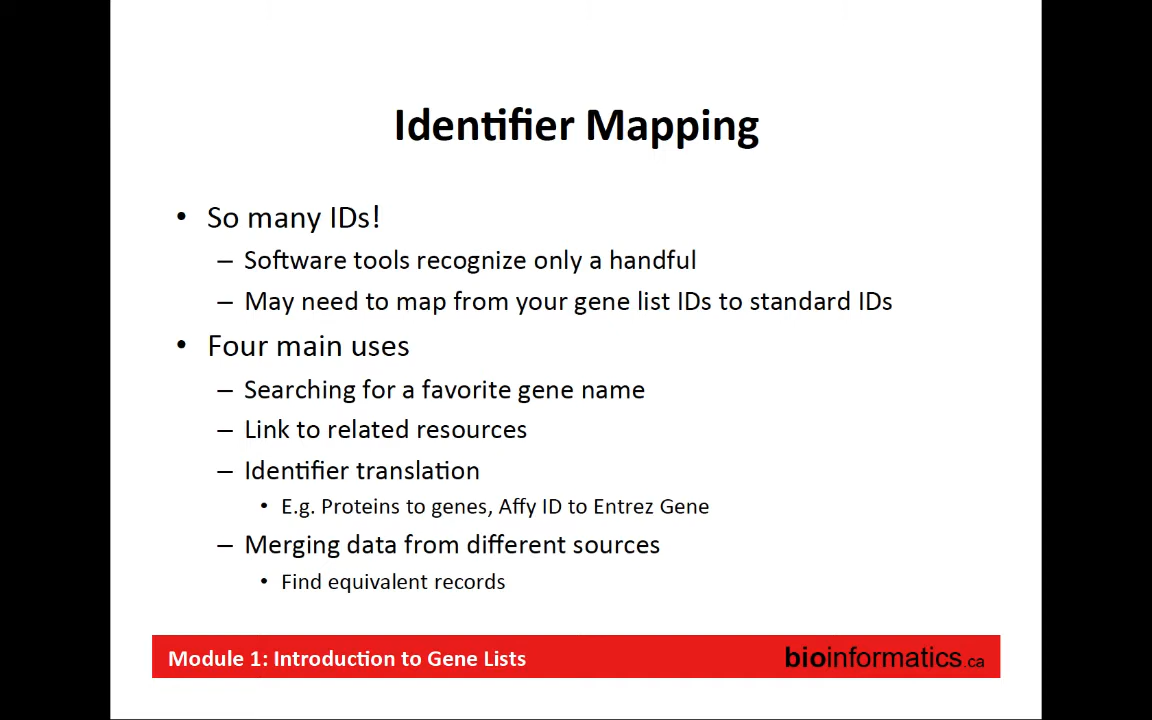 Identifier Mapping
• So many IDs!
– Software tools recognize only a handful
– May need to map from your gene list IDs to standard IDs
• Four main uses
– Searching for a favorite gene name
– Link to related resources
– Identifier translation
• E.g. Proteins to genes, Affy ID to Entrez Gene
– Merging data from different sources
• Find equivalent records
Module 1: Introduction to Gene Lists
bioinformatics.ca